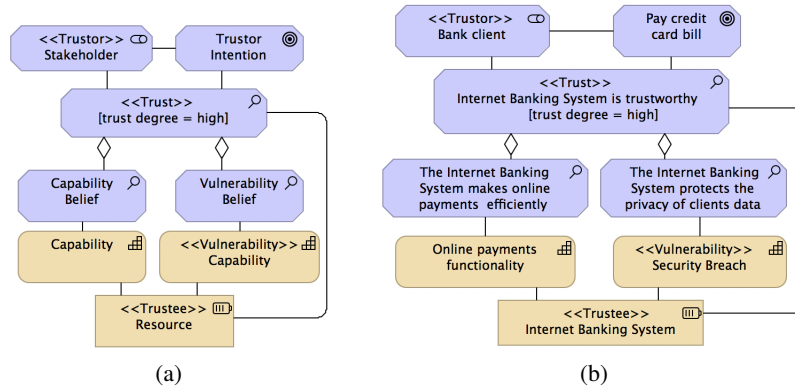 <<Trustor>>
Stakeholder
Trustor
Intention
<<Trust>>
[trust degree = high]
Capability
Belief
Vulnerability
Belief
Capability
<<Vulnerability>>
Capability
<<Trustee>>
Resource
(a)
<<Trustor>>
Bank client
Pay credit
card bill
<<Trust>>
Internet Banking System is trustworthy
[trust degree = high]
The Internet Banking
System makes online
payments efficiently
The Internet Banking
System protects the
privacy of clients data
Online payments
functionality
<<Vulnerability>>
Security Breach
<<Trustee>>
Internet Banking System
(b)